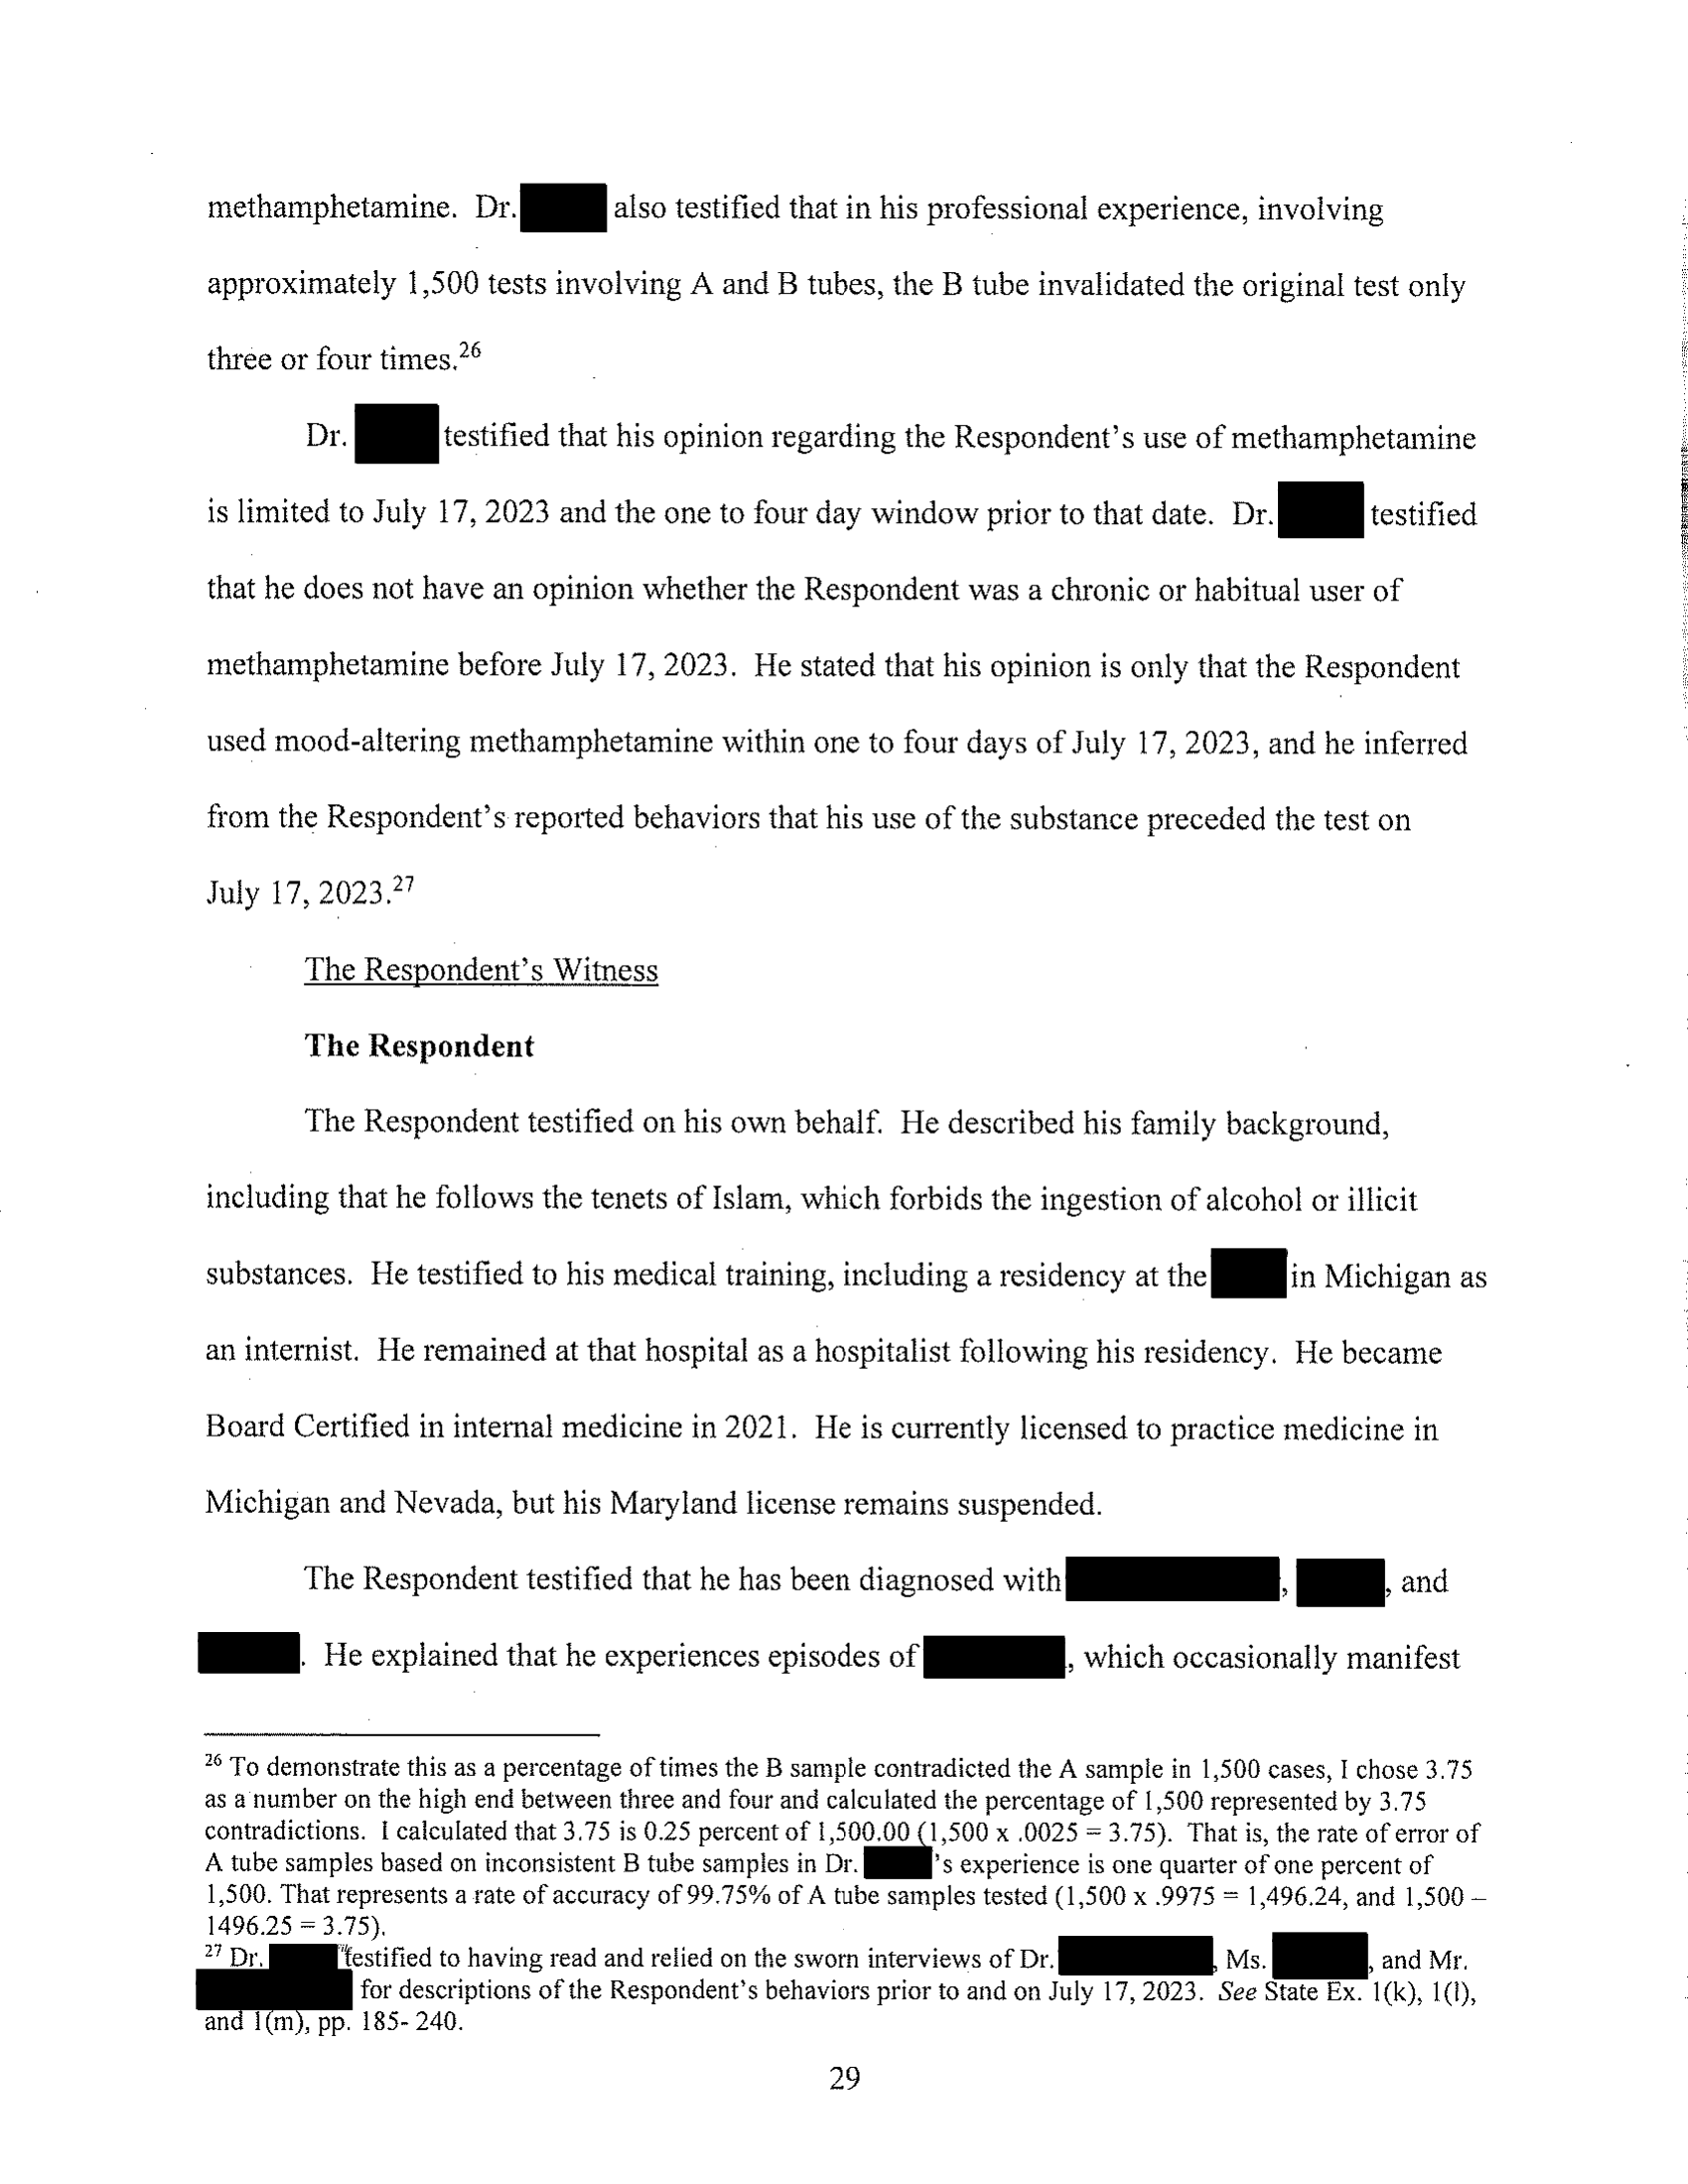 methamphetamine. Dr. also testified that in his professional experience, involving
approximately 1,500 tests involving A and B tubes, the B tube invalidated the original test only
three or four times.26
Dr. testified that his opinion regarding the Respondent's use of methamphetamine
is limited to July 17, 2023 and the one to four day window prior to that date. Dr. testified
that he does not have an opinion whether the Respondent was a chronic or habitual user of
methamphetamine before July 17, 2023. He stated that his opinion is only that the Respondent
used mood-altering methamphetamine within one to four days of July 17, 2023, and he inferred
from the Respondent's reported behaviors that his use of the substance preceded the test on
July 17, 2023.27
The Respondent's Witness
The Respondent
The Respondent testified on his own behalf. He described his family background,
including that he follows the tenets of Islam, which forbids the ingestion of alcohol or illicit
substances. He testified to his medical training, including a residency at the in Michigan as
an internist. He remained at that hospital as a hospitalist following his residency. He became
Board Certified in internal medicine in 2021. He is currently licensed to practice medicine in
Michigan and Nevada, but his Maryland license remains suspended.
The Respondent testified that he has been diagnosed with , , and
. He explained that he experiences episodes of , which occasionally manifest
26 To demonstrate this as a percentage of times the B sample contradicted the A sample in 1,500 cases, I chose 3.75
as a number on the high end between three and four and calculated the percentage of 1,500 represented by 3.75
contradictions. I calculated that 3.75 is 0.25 percent of 1,500.00 (1,500 x .0025 = 3.75). That is, the rate of error of
A tube samples based on inconsistent B tube samples in Dr. 's experience is one quarter of one percent of
1,500. That represents a rate of accuracy of 99.75% of A tube samples tested (1,500 x .9975 = 1,496.24, and 1,500 –
1496.25 = 3.75).
27 Dr. testified to having read and relied on the sworn interviews of Dr. , Ms. , and Mr.
for descriptions of the Respondent's behaviors prior to and on July 17, 2023. See State Ex. 1(k), 1(l),
and 1(m), pp. 185- 240.
29